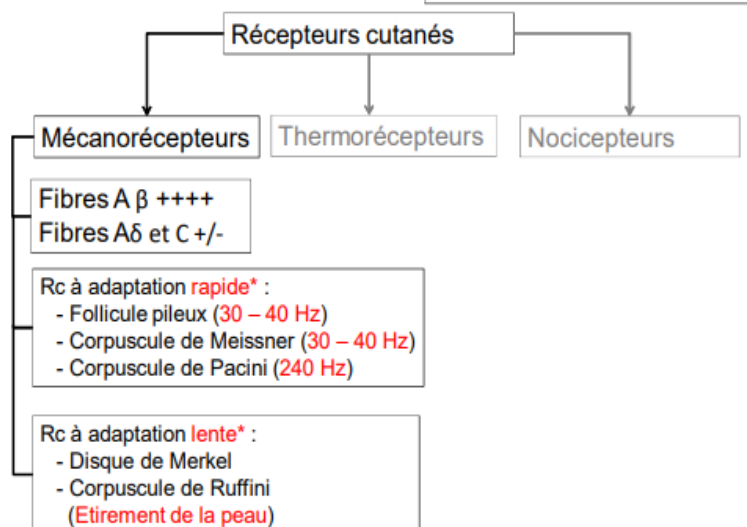 Récepteurs cutanés
Mécanorécepteurs
Thermorécepteurs
Nocicepteurs
Fibres A β ++++
Fibres Aδ et C +/-
Rc à adaptation rapide* :
- Follicule pileux (30 – 40 Hz)
- Corpuscule de Meissner (30 – 40 Hz)
- Corpuscule de Pacini (240 Hz)
Rc à adaptation lente* :
- Disque de Merkel
- Corpuscule de Ruffini
(Etirement de la peau)